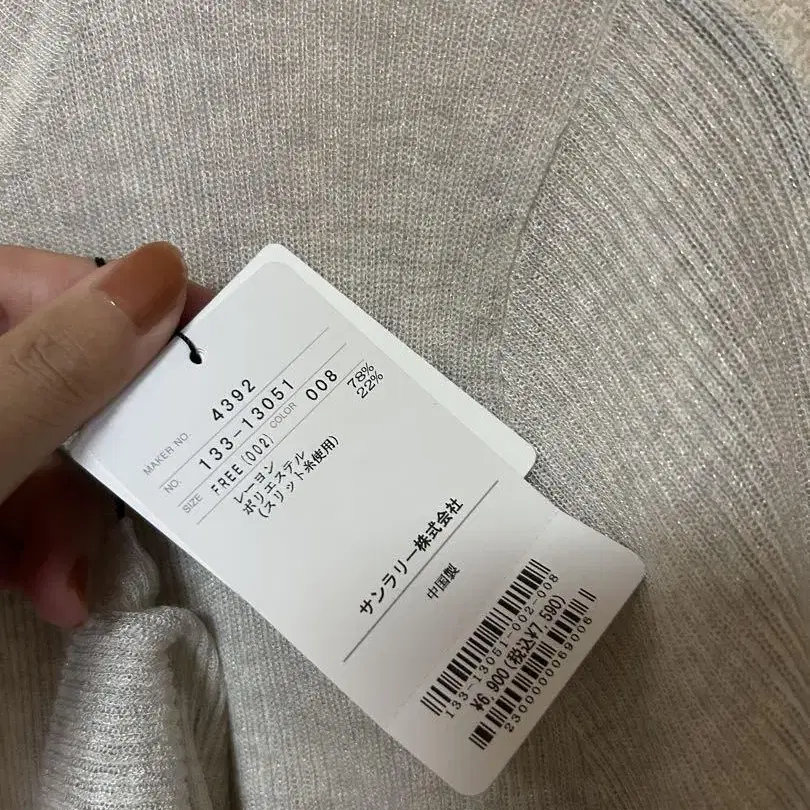 MAKER NO. 4392
NO. 133-13051
SIZE FREE(002) COLOR 008
レーヨン 78%
ポリエステル 22%
(スリット糸使用)
サンラリー株式会社
中国製
133-13051-002-008
¥6,900(税込¥7,590)
2300000069006